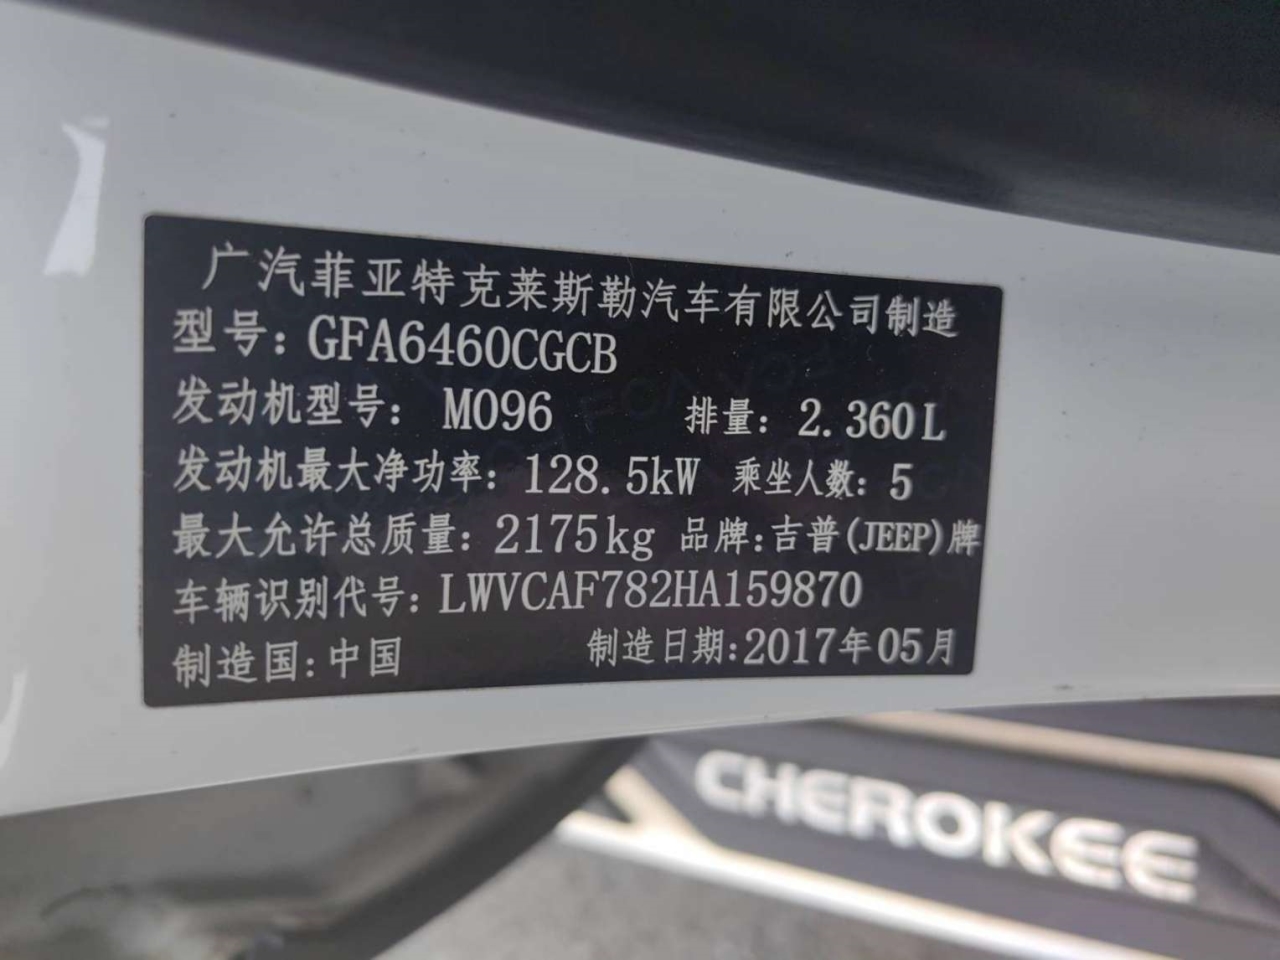 广汽菲亚特克莱斯勒汽车有限公司制造
型号：GFA6460CGCB
发动机型号： M096 排量： 2.360L
发动机最大净功率：128.5kW 乘坐人数：5
最大允许总质量：2175kg 品牌：吉普(JEEP)牌
车辆识别代号：LWVCAF782HA159870
制造国：中国 制造日期：2017年05月
CHEROKEE